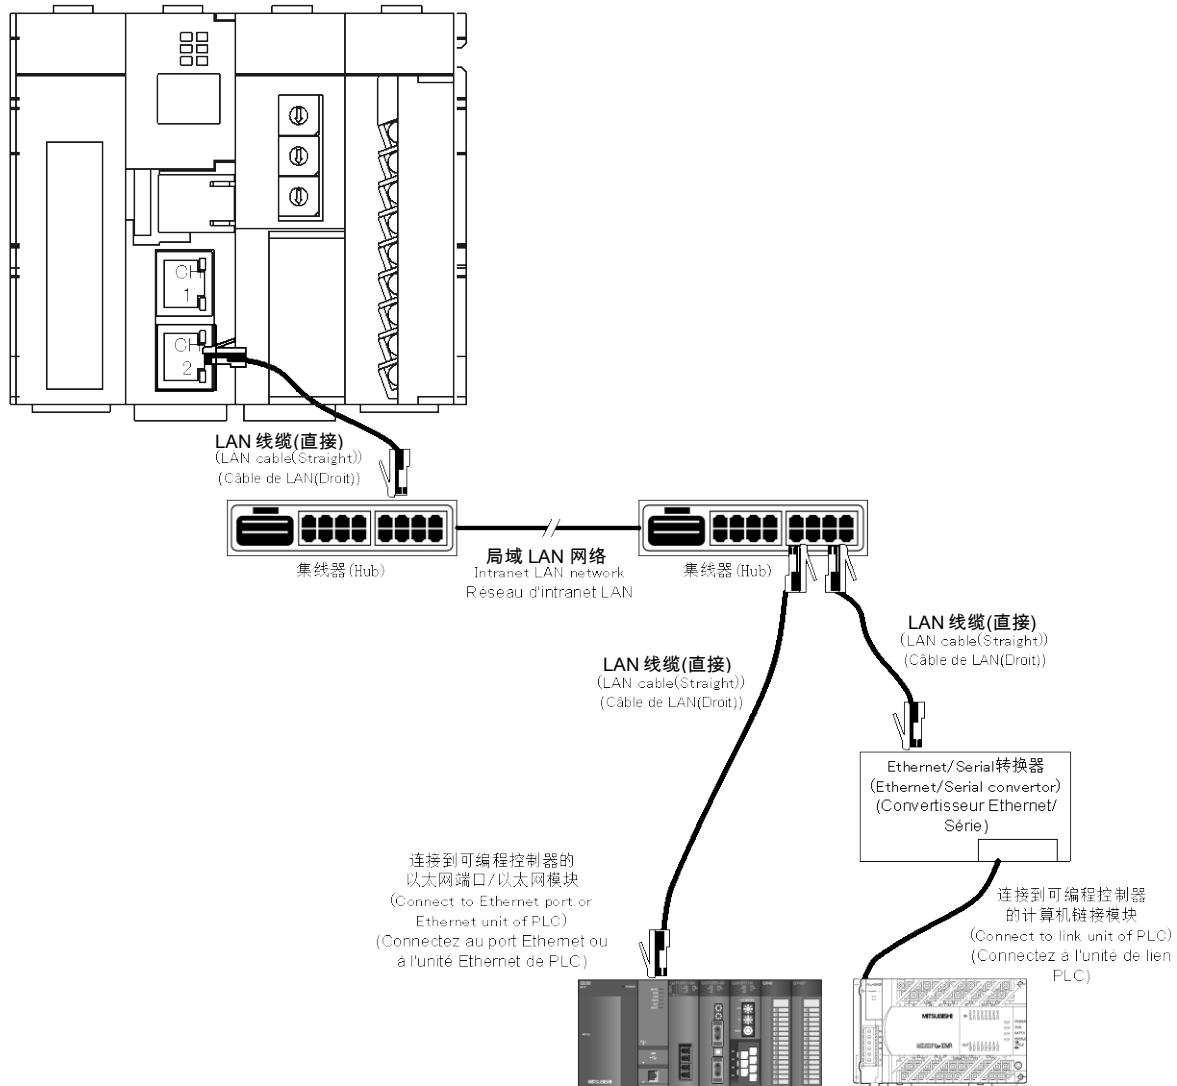 CH
1
CH
2
LAN 线缆(直接)
(LAN cable(Straight))
(Câble de LAN(Droit))
集线器(Hub)
局域 LAN 网络
Intranet LAN network
Réseau d'intranet LAN
集线器(Hub)
LAN 线缆(直接)
(LAN cable(Straight))
(Câble de LAN(Droit))
LAN 线缆(直接)
(LAN cable(Straight))
(Câble de LAN(Droit))
Ethernet/Serial转换器
(Ethernet/Serial convertor)
(Convertisseur Ethernet/
Série)
连接到可编程控制器的
以太网端口/以太网模块
(Connect to Ethernet port or
Ethernet unit of PLC)
(Connectez au port Ethernet ou
à l'unité Ethernet de PLC)
连接到可编程控制器
的计算机链接模块
(Connect to link unit of PLC)
(Connectez à l'unité de lien
PLC)
MITSUBISHI
MITSUBISHI